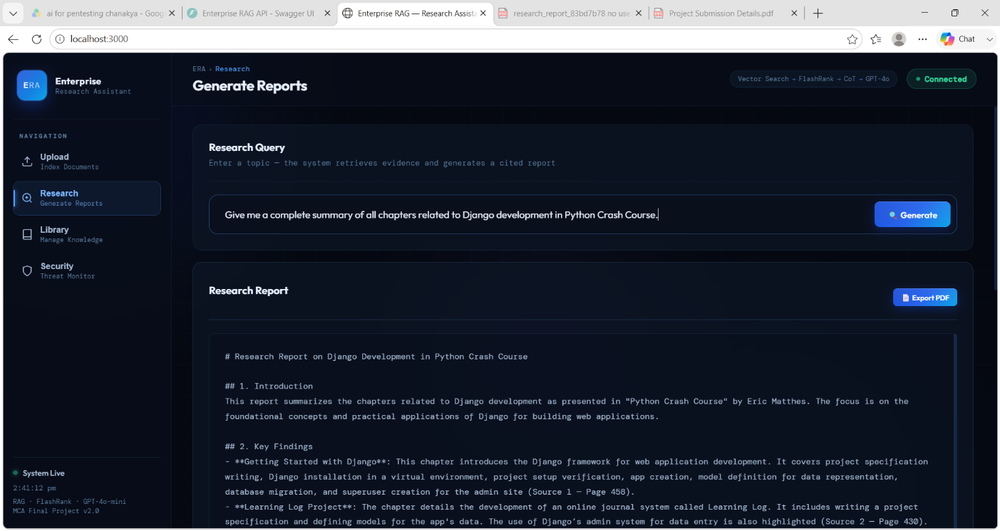 ai for pentesting chanakya - Goog
Enterprise RAG API - Swagger UI
Enterprise RAG — Research Assista
research_report_83bd7b78 no use
Project Submission Details.pdf
localhost:3000
Chat
ERA
Enterprise
Research Assistant
NAVIGATION
Upload
Index Documents
Research
Generate Reports
Library
Manage Knowledge
Security
Threat Monitor
System Live
2:41:12 pm
RAG · FlashRank · GPT-4o-mini
MCA Final Project v2.0
ERA › Research
Generate Reports
Vector Search → FlashRank → CoT → GPT-4o
Connected
Research Query
Enter a topic — the system retrieves evidence and generates a cited report
Give me a complete summary of all chapters related to Django development in Python Crash Course.
Generate
Research Report
Export PDF
# Research Report on Django Development in Python Crash Course
## 1. Introduction
This report summarizes the chapters related to Django development as presented in "Python Crash Course" by Eric Matthes. The focus is on the
foundational concepts and practical applications of Django for building web applications.
## 2. Key Findings
- **Getting Started with Django**: This chapter introduces the Django framework for web application development. It covers project specification
writing, Django installation in a virtual environment, project setup verification, app creation, model definition for data representation,
database migration, and superuser creation for the admin site (Source 1 — Page 458).
- **Learning Log Project**: The chapter details the development of an online journal system called Learning Log. It includes writing a project
specification and defining models for the app's data. The use of Django’s admin system for data entry is also highlighted (Source 2 — Page 430).